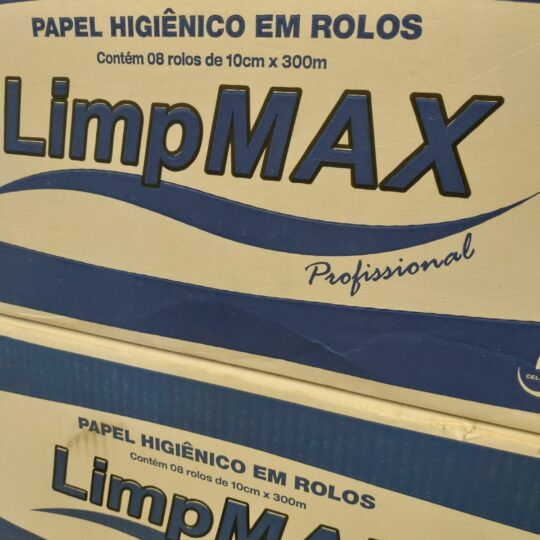 PAPEL HIGIÊNICO EM ROLOS
Contém 08 rolos de 10cm x 300m
LimpMAX
Profissional
PAPEL HIGIÊNICO EM ROLOS
Contém 08 rolos de 10cm x 300m
LimpMAX